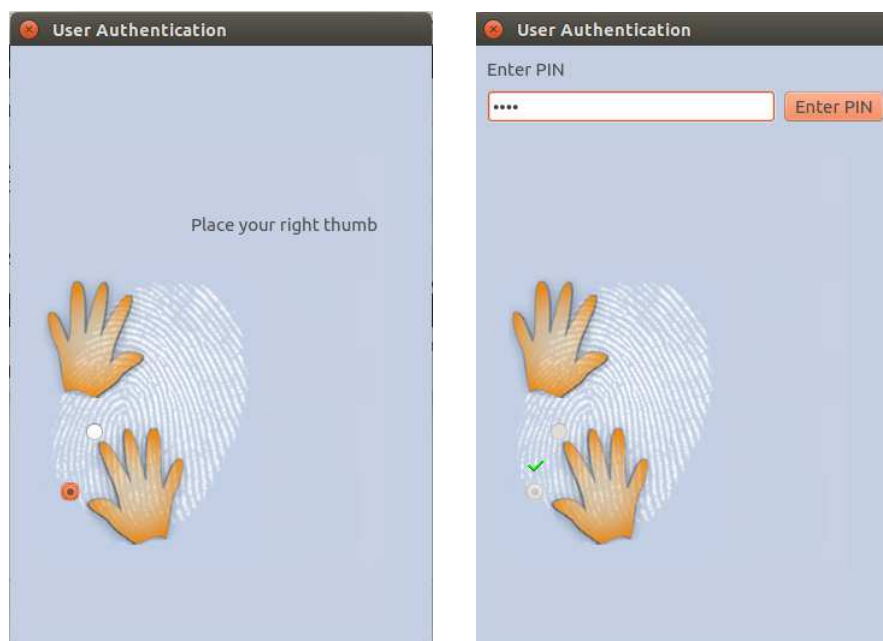 User Authentication
Place your right thumb
User Authentication
Enter PIN
•••• Enter PIN